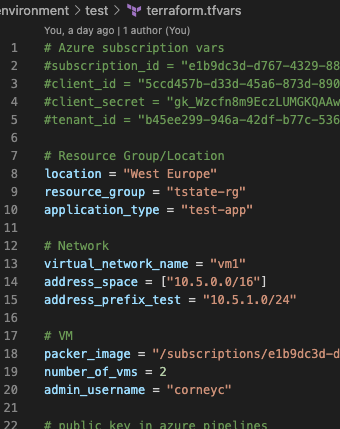 environment > test > terraform.tfvars
You, a day ago | 1 author (You)
1 # Azure subscription vars
2 #subscription_id = "e1b9dc3d-d767-4329-88
3 #client_id = "5ccd457b-d33d-45a6-873d-890
4 #client_secret = "gk_Wzcfn8m9EczLUMGKQAAw
5 #tenant_id = "b45ee299-946a-42df-b77c-536
6
7 # Resource Group/Location
8 location = "West Europe"
9 resource_group = "tstate-rg"
10 application_type = "test-app"
11
12 # Network
13 virtual_network_name = "vm1"
14 address_space = ["10.5.0.0/16"]
15 address_prefix_test = "10.5.1.0/24"
16
17 # VM
18 packer_image = "/subscriptions/e1b9dc3d-d
19 number_of_vms = 2
20 admin_username = "corneyc"
21
22 # public key in azure pipelines